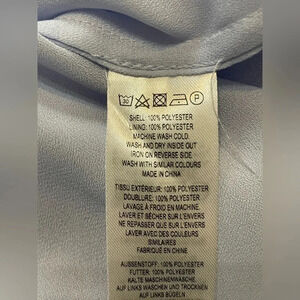 30 P
SHELL: 100% POLYESTER
LINING: 100% POLYESTER
MACHINE WASH COLD.
WASH AND DRY INSIDE OUT
IRON ON REVERSE SIDE
WASH WITH SIMILAR COLOURS
MADE IN CHINA
TISSU EXTÉRIEUR: 100% POLYESTER
DOUBLURE: 100% POLYESTER
LAVAGE À FROID EN MACHINE.
LAVER ET SÉCHER SUR L'ENVERS
NE REPASSER QUE SUR L'ENVERS
LAVER AVEC DES COULEURS
SIMILAIRES
FABRIQUÉ EN CHINE
AUSSENSTOFF: 100% POLYESTER
FUTTER: 100% POLYESTER
KALTE MASCHINENWÄSCHE
AUF LINKS WASCHEN UND TROCKNEN
AUF LINKS BÜGELN